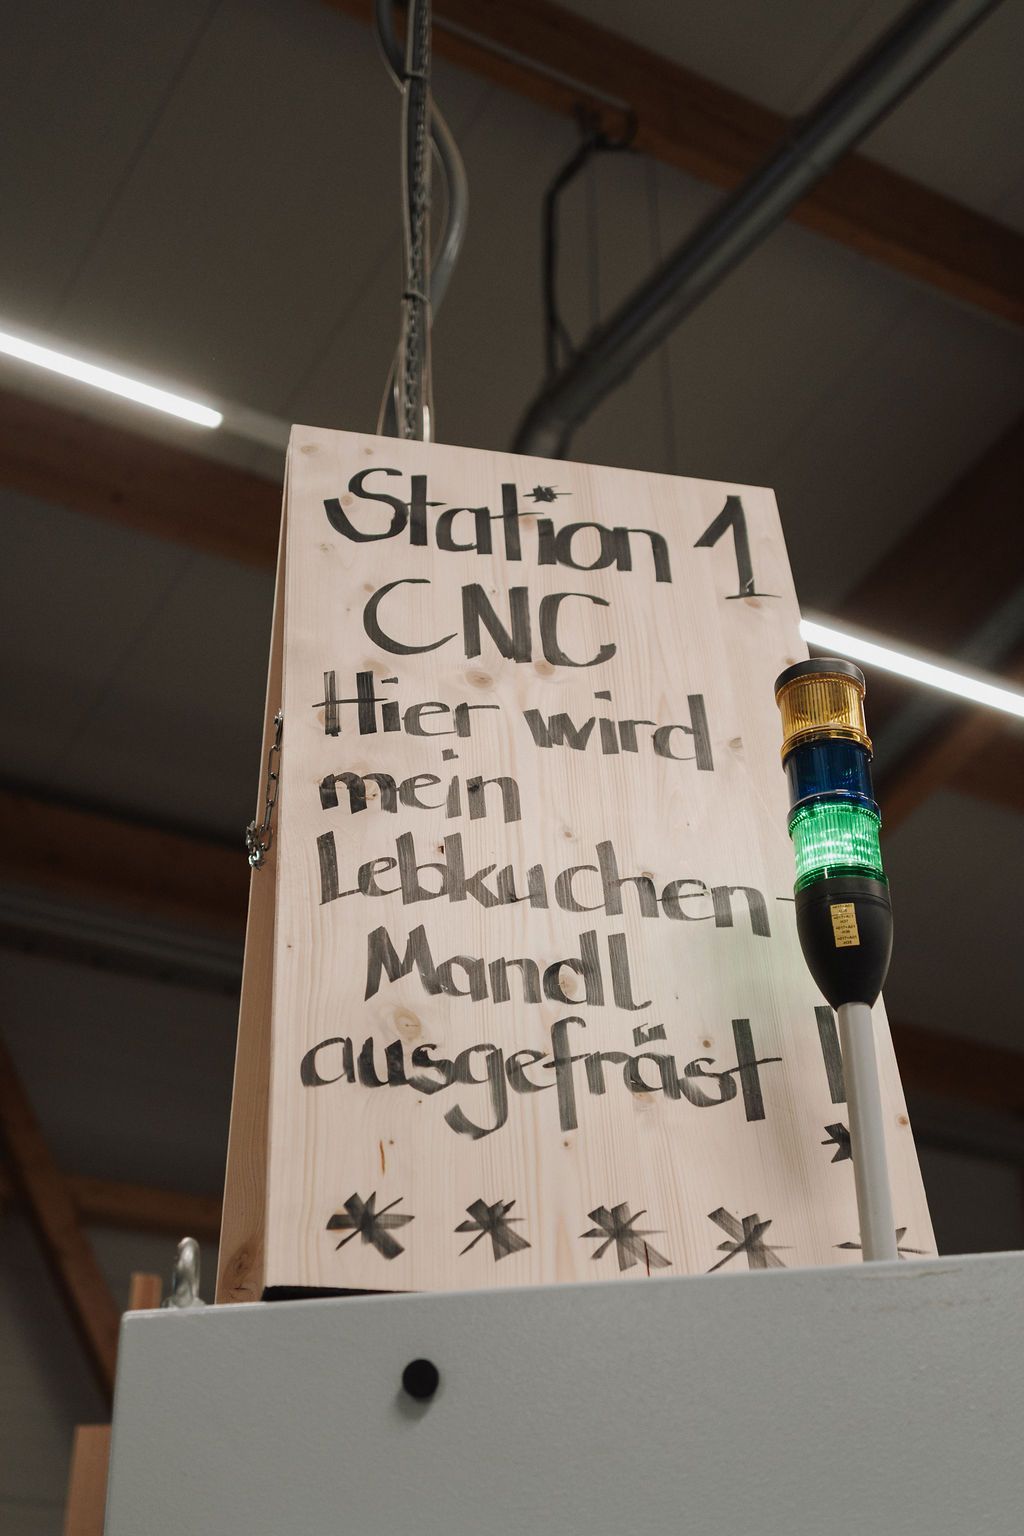 Station 1
CNC
Hier wird
mein
Lebkuchen-
Mandl
ausgefräst!